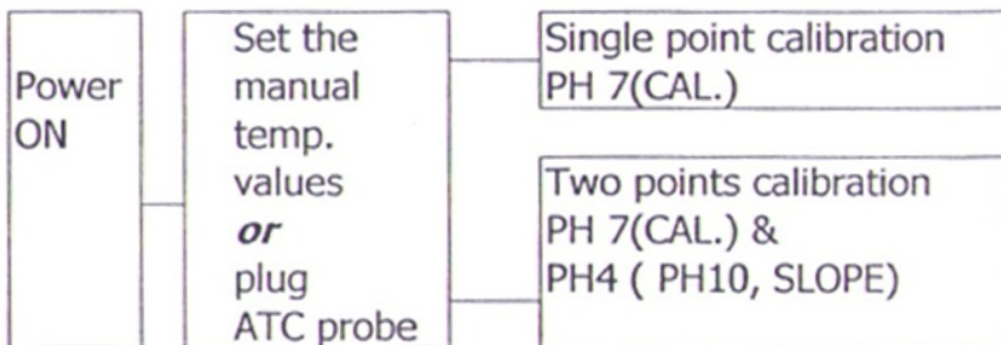 Power
ON
Set the
manual
temp.
values
or
plug
ATC probe
Single point calibration
PH 7(CAL.)
Two points calibration
PH 7(CAL.) &
PH4 ( PH10, SLOPE)